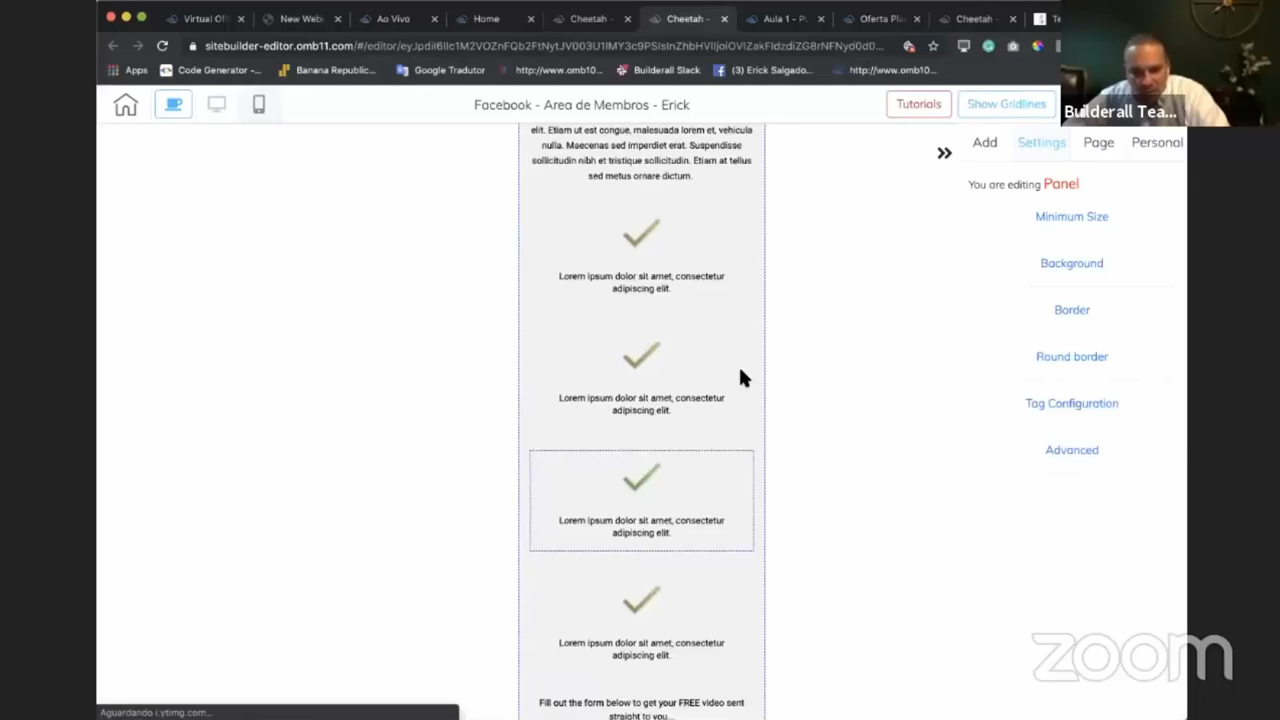 Virtual Of
New Webi
Ao Vivo
Home
Cheetah -
Cheetah -
Aula 1 - P
Oferta Pla
Cheetah -
Te
sitebuilder-editor.omb11.com/#/editor/
Apps
Code Generator -...
Banana Republic...
Google Tradutor
http://www.omb10...
Builderall Slack
(3) Erick Salgado...
http://www.omb10...
Facebook - Area de Membros - Erick
Tutorials
Show Gridlines
Builderall Tea...
Add
Settings
Page
Personal
You are editing Panel
Minimum Size
Background
Border
Round border
Tag Configuration
Advanced
elit. Etiam ut est congue, malesuada lorem et, vehicula
nulla. Maecenas sed imperdiet erat. Suspendisse
sollicitudin nibh et tristique sollicitudin. Etiam at tellus
sed metus ornare dictum.
Lorem ipsum dolor sit amet, consectetur
adipiscing elit.
Lorem ipsum dolor sit amet, consectetur
adipiscing elit.
Lorem ipsum dolor sit amet, consectetur
adipiscing elit.
Lorem ipsum dolor sit amet, consectetur
adipiscing elit.
Fill out the form below to get your FREE video sent
straight to you...
Aguardando i.ytimg.com...
zoom